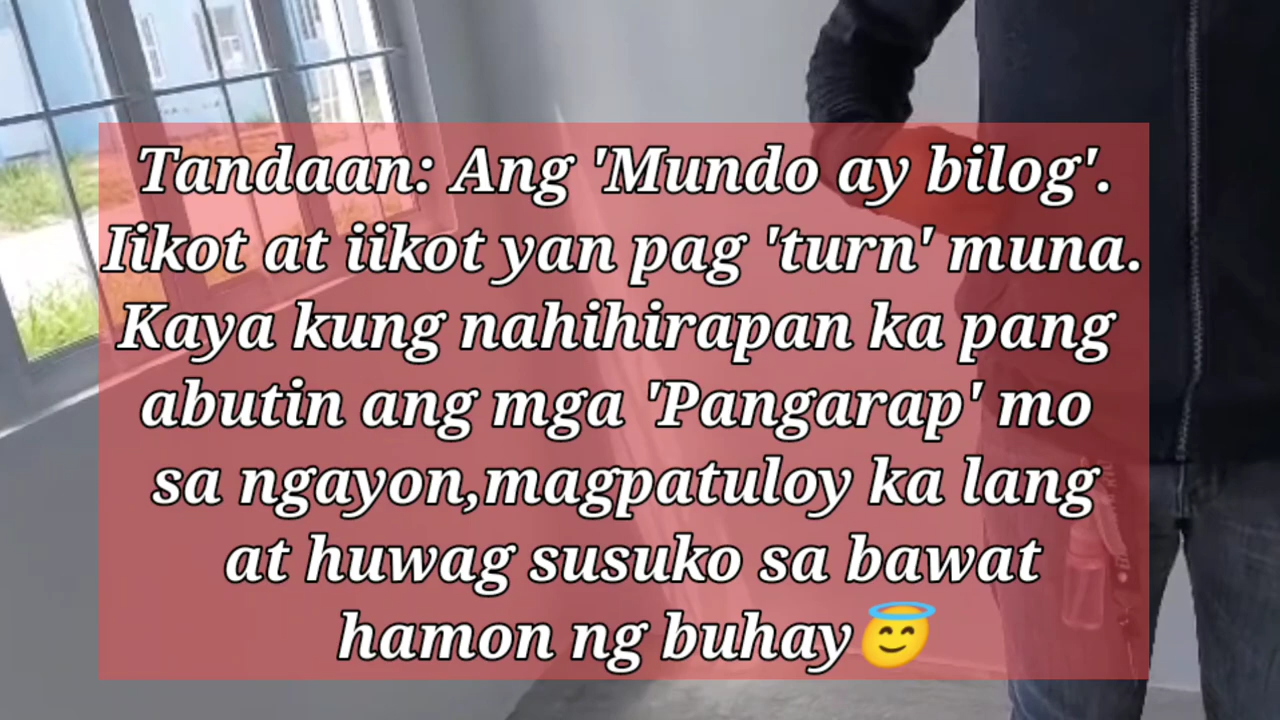 Tandaan: Ang 'Mundo ay bilog'.
Iikot at iikot yan pag 'turn' muna.
Kaya kung nahihirapan ka pang
abutin ang mga 'Pangarap' mo
sa ngayon,magpatuloy ka lang
at huwag susuko sa bawat
hamon ng buhay😇